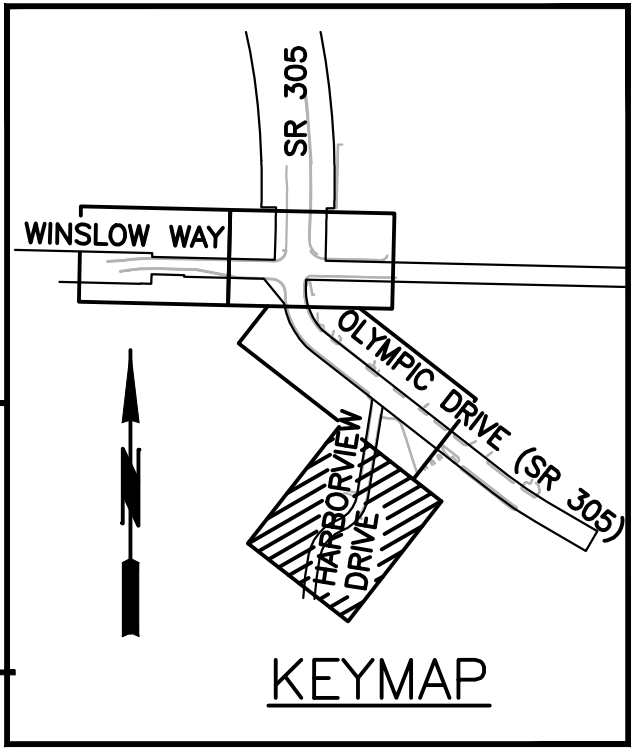 SR 305
WINSLOW WAY
OLYMPIC DRIVE (SR 305)
HARBORVIEW
DRIVE
N
KEYMAP